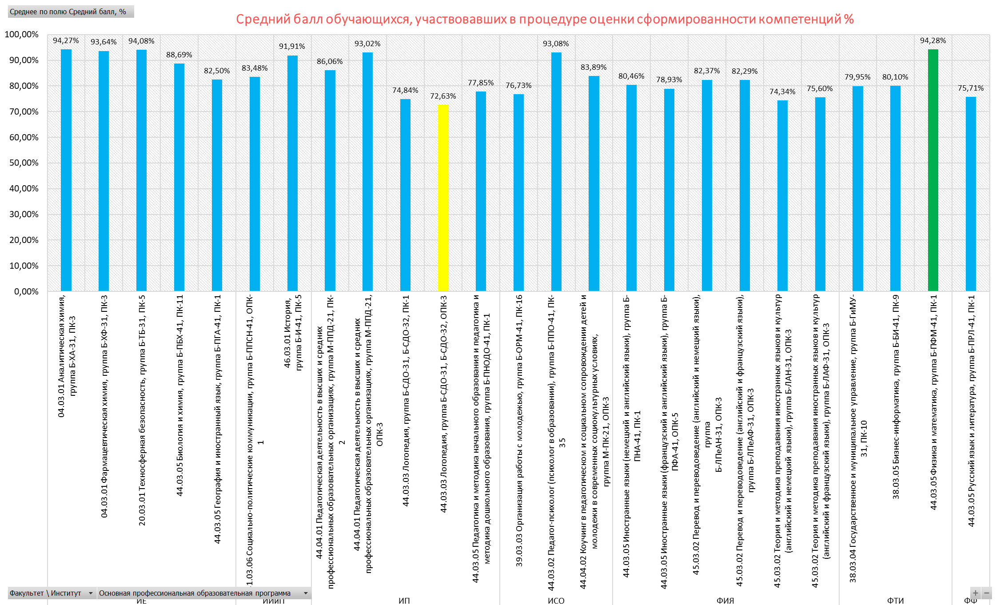 Среднее по полю Средний балл, %
Средний балл обучающихся, участвовавших в процедуре оценки сформированности компетенций %
100,00%
90,00%
80,00%
70,00%
60,00%
50,00%
40,00%
30,00%
20,00%
10,00%
0,00%
94,27%
93,64%
94,08%
88,69%
82,50%
83,48%
91,91%
86,06%
93,02%
74,84%
72,63%
77,85%
76,73%
93,08%
83,89%
80,46%
78,93%
82,37%
82,29%
74,34%
75,60%
79,95%
80,10%
94,28%
75,71%
04.03.01 Аналитическая химия,
группа Б-ХА-31, ПК-3
04.03.01 Фармацевтическая химия, группа Б-ХФ-31, ПК-3
20.03.01 Техносферная безопасность, группа Б-ТБ-31, ПК-5
44.03.05 Биология и химия, группа Б-ПБХ-41, ПК-11
44.03.05 География и иностранный язык, группа Б-ПГА-41, ПК-1
1.03.06 Социально-политические коммуникации, группа Б-ППСН-41, ОПК-
1
46.03.01 История,
группа Б-И-41, ПК-5
44.04.01 Педагогическая деятельность в высших и средних
профессиональных образовательных организациях, группа М-ППД-21, ПК-
2
44.04.01 Педагогическая деятельность в высших и средних
профессиональных образовательных организациях, группа М-ППД-21,
ОПК-3
44.03.03 Логопедия, группа Б-СДО-31, Б-СДО-32, ПК-1
44.03.03 Логопедия, группа Б-СДО-31, Б-СДО-32, ОПК-3
44.03.05 Педагогика и методика начального образования и педагогика и
методика дошкольного образования, группа Б-ПНОДО-41, ПК-1
39.03.03 Организация работы с молодежью, группа Б-ОРМ-41, ПК-16
44.03.02 Педагог-психолог (психолог в образовании), группа Б-ППО-41, ПК-
35
44.04.02 Коучинг в педагогическом и социальном сопровождении детей и
молодежи в современных социокультурных условиях,
группа М-ПК-21, ОПК-3
44.03.05 Иностранные языки (немецкий и английский языки), группа Б-
ПНА-41, ПК-1
44.03.05 Иностранные языки (французский и английский языки), группа Б-
ПФА-41, ОПК-5
45.03.02 Перевод и переводоведение (английский и немецкий языки),
группа
Б-ЛПеАН-31, ОПК-3
45.03.02 Перевод и переводоведение (английский и французский языки),
группа Б-ЛПеАФ-31, ОПК-3
45.03.02 Теория и методика преподавания иностранных языков и культур
(английский и немецкий языки), группа Б-ЛАН-31, ОПК-3
45.03.02 Теория и методика преподавания иностранных языков и культур
(английский и французский языки), группа Б-ЛАФ-31, ОПК-3
38.03.04 Государственное и муниципальное управление, группа Б-ГиМУ-
31, ПК-10
38.03.05 Бизнес-информатика, группа Б-БИ-41, ПК-9
44.03.05 Физика и математика, группа Б-ПФМ-41, ПК-1
44.03.05 Русский язык и литература, группа Б-ПРЛ-41, ПК-1
Факультет \ Институт
Основная профессиональная образовательная программа
ИЕ
ИИиП
ИП
ИСО
ФИЯ
ФТИ
ФФ